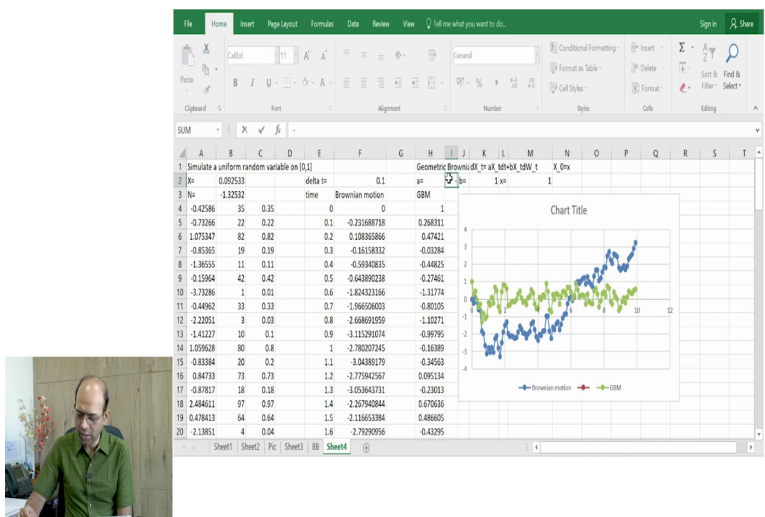 File Home Insert Page Layout Formulas Data Review View Tell me what you want to do... Sign in Share
Paste Calibri 11 General Conditional Formatting Insert
B I U % Format as Table Delete
Cell Styles Format Sort & Filter Find & Select
Clipboard Font Alignment Number Styles Cells Editing
SUM fx -
A B C D E F G H I J K L M N O P Q R S T
1 Simulate a uniform random variable on [0,1] Geometric Brownia dX_t= aX_tdt+bX_tdW_t X_0=x
2 X= 0.092533 delta t= 0.1 a= - b= 1 x= 1
3 N= -1.32532 time Brownian motion GBM
4 -0.42586 35 0.35 0 0 1
5 -0.73266 22 0.22 0.1 -0.231688718 0.268311
6 1.075347 82 0.82 0.2 0.108365866 0.47421
7 -0.85365 19 0.19 0.3 -0.16158332 -0.03284
8 -1.36555 11 0.11 0.4 -0.59340835 -0.44825
9 -0.15964 42 0.42 0.5 -0.643890238 -0.27461
10 -3.73286 1 0.01 0.6 -1.824323166 -1.31774
11 -0.44962 33 0.33 0.7 -1.966506003 -0.80105
12 -2.22051 3 0.03 0.8 -2.668691959 -1.10271
13 -1.41227 10 0.1 0.9 -3.115291074 -0.99795
14 1.059628 80 0.8 1 -2.780207245 -0.16389
15 -0.83384 20 0.2 1.1 -3.04389179 -0.34563
16 0.84733 73 0.73 1.2 -2.775942567 0.095134
17 -0.87817 18 0.18 1.3 -3.053643731 -0.23013
18 2.484611 97 0.97 1.4 -2.267940844 0.670636
19 0.478413 64 0.64 1.5 -2.116653384 0.486605
20 -2.13851 4 0.04 1.6 -2.79290956 -0.43295
Chart Title
4
3
2
1
0
-1
-2
-3
-4
0 2 4 6 8 10 12
Brownian motion GBM
Sheet1 Sheet2 Pic Sheet3 BB Sheet4